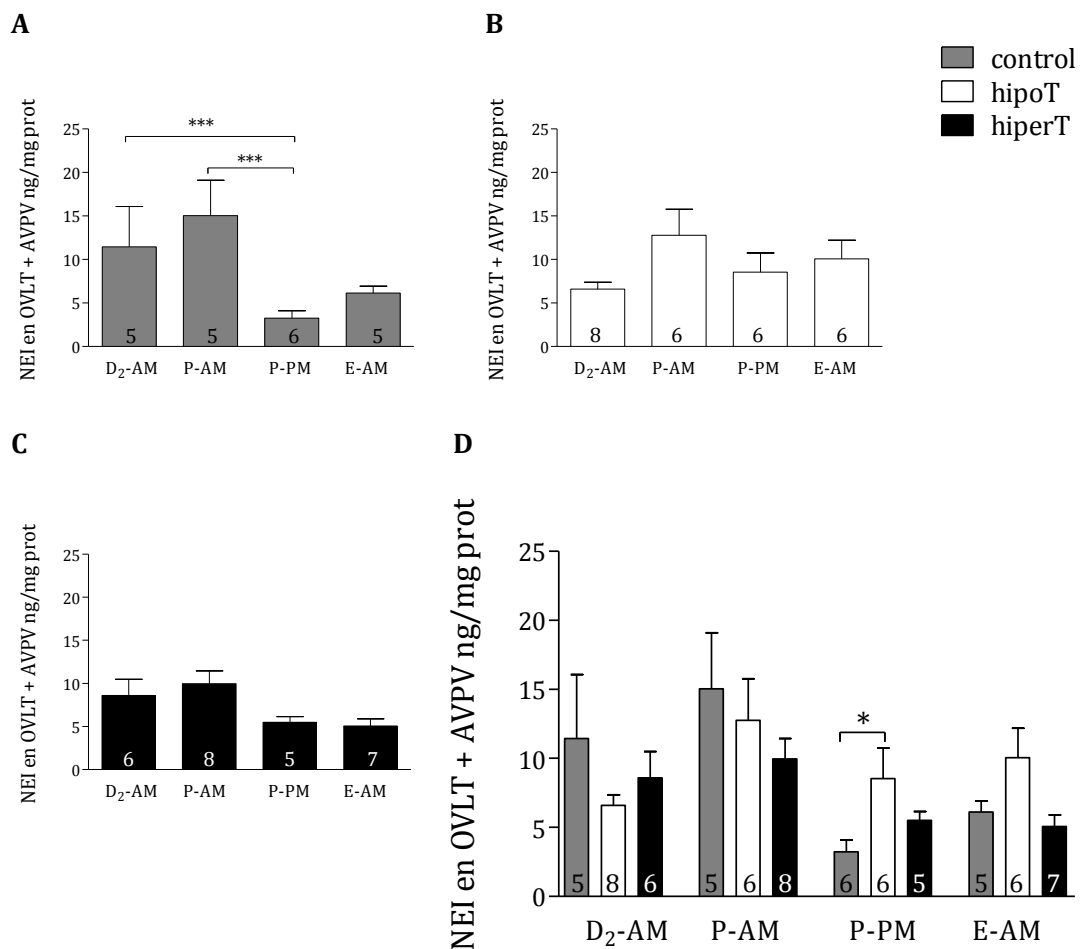 A
NEI en OVLT + AVPV ng/mg prot
25
20
15
10
5
0
***
***
5
5
6
5
D₂-AM P-AM P-PM E-AM
B
NEI en OVLT + AVPV ng/mg prot
25
20
15
10
5
0
8
6
6
6
D₂-AM P-AM P-PM E-AM
control
hipoT
hiperT
C
NEI en OVLT + AVPV ng/mg prot
25
20
15
10
5
0
6
8
5
7
D₂-AM P-AM P-PM E-AM
D
NEI en OVLT + AVPV ng/mg prot
25
20
15
10
5
0
*
5 8 6 5 6 8 6 6 5 5 6 7
D₂-AM P-AM P-PM E-AM